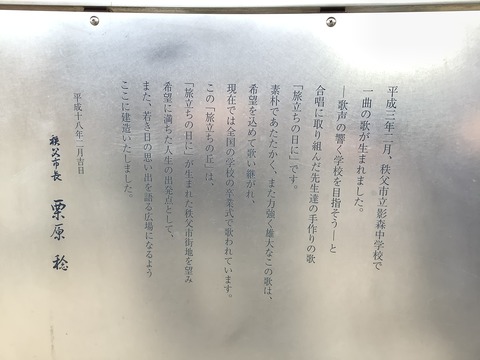 平成三年二月、秩父市立影森中学校で
一曲の歌が生まれました。
―歌声の響く学校を目指そう―と
合唱に取り組んだ先生達の手作りの歌
「旅立ちの日に」です。
素朴であたたかく、また力強く雄大なこの歌は、
希望を込めて歌い継がれ、
現在では全国の学校の卒業式で歌われています。
この「旅立ちの丘」は、
「旅立ちの日に」が生まれた秩父市街地を望み
希望に満ちた人生の出発点として、
また、若き日の思い出を語る広場になるよう
ここに建造いたしました。
平成十八年二月吉日
秩父市長 栗原 稔